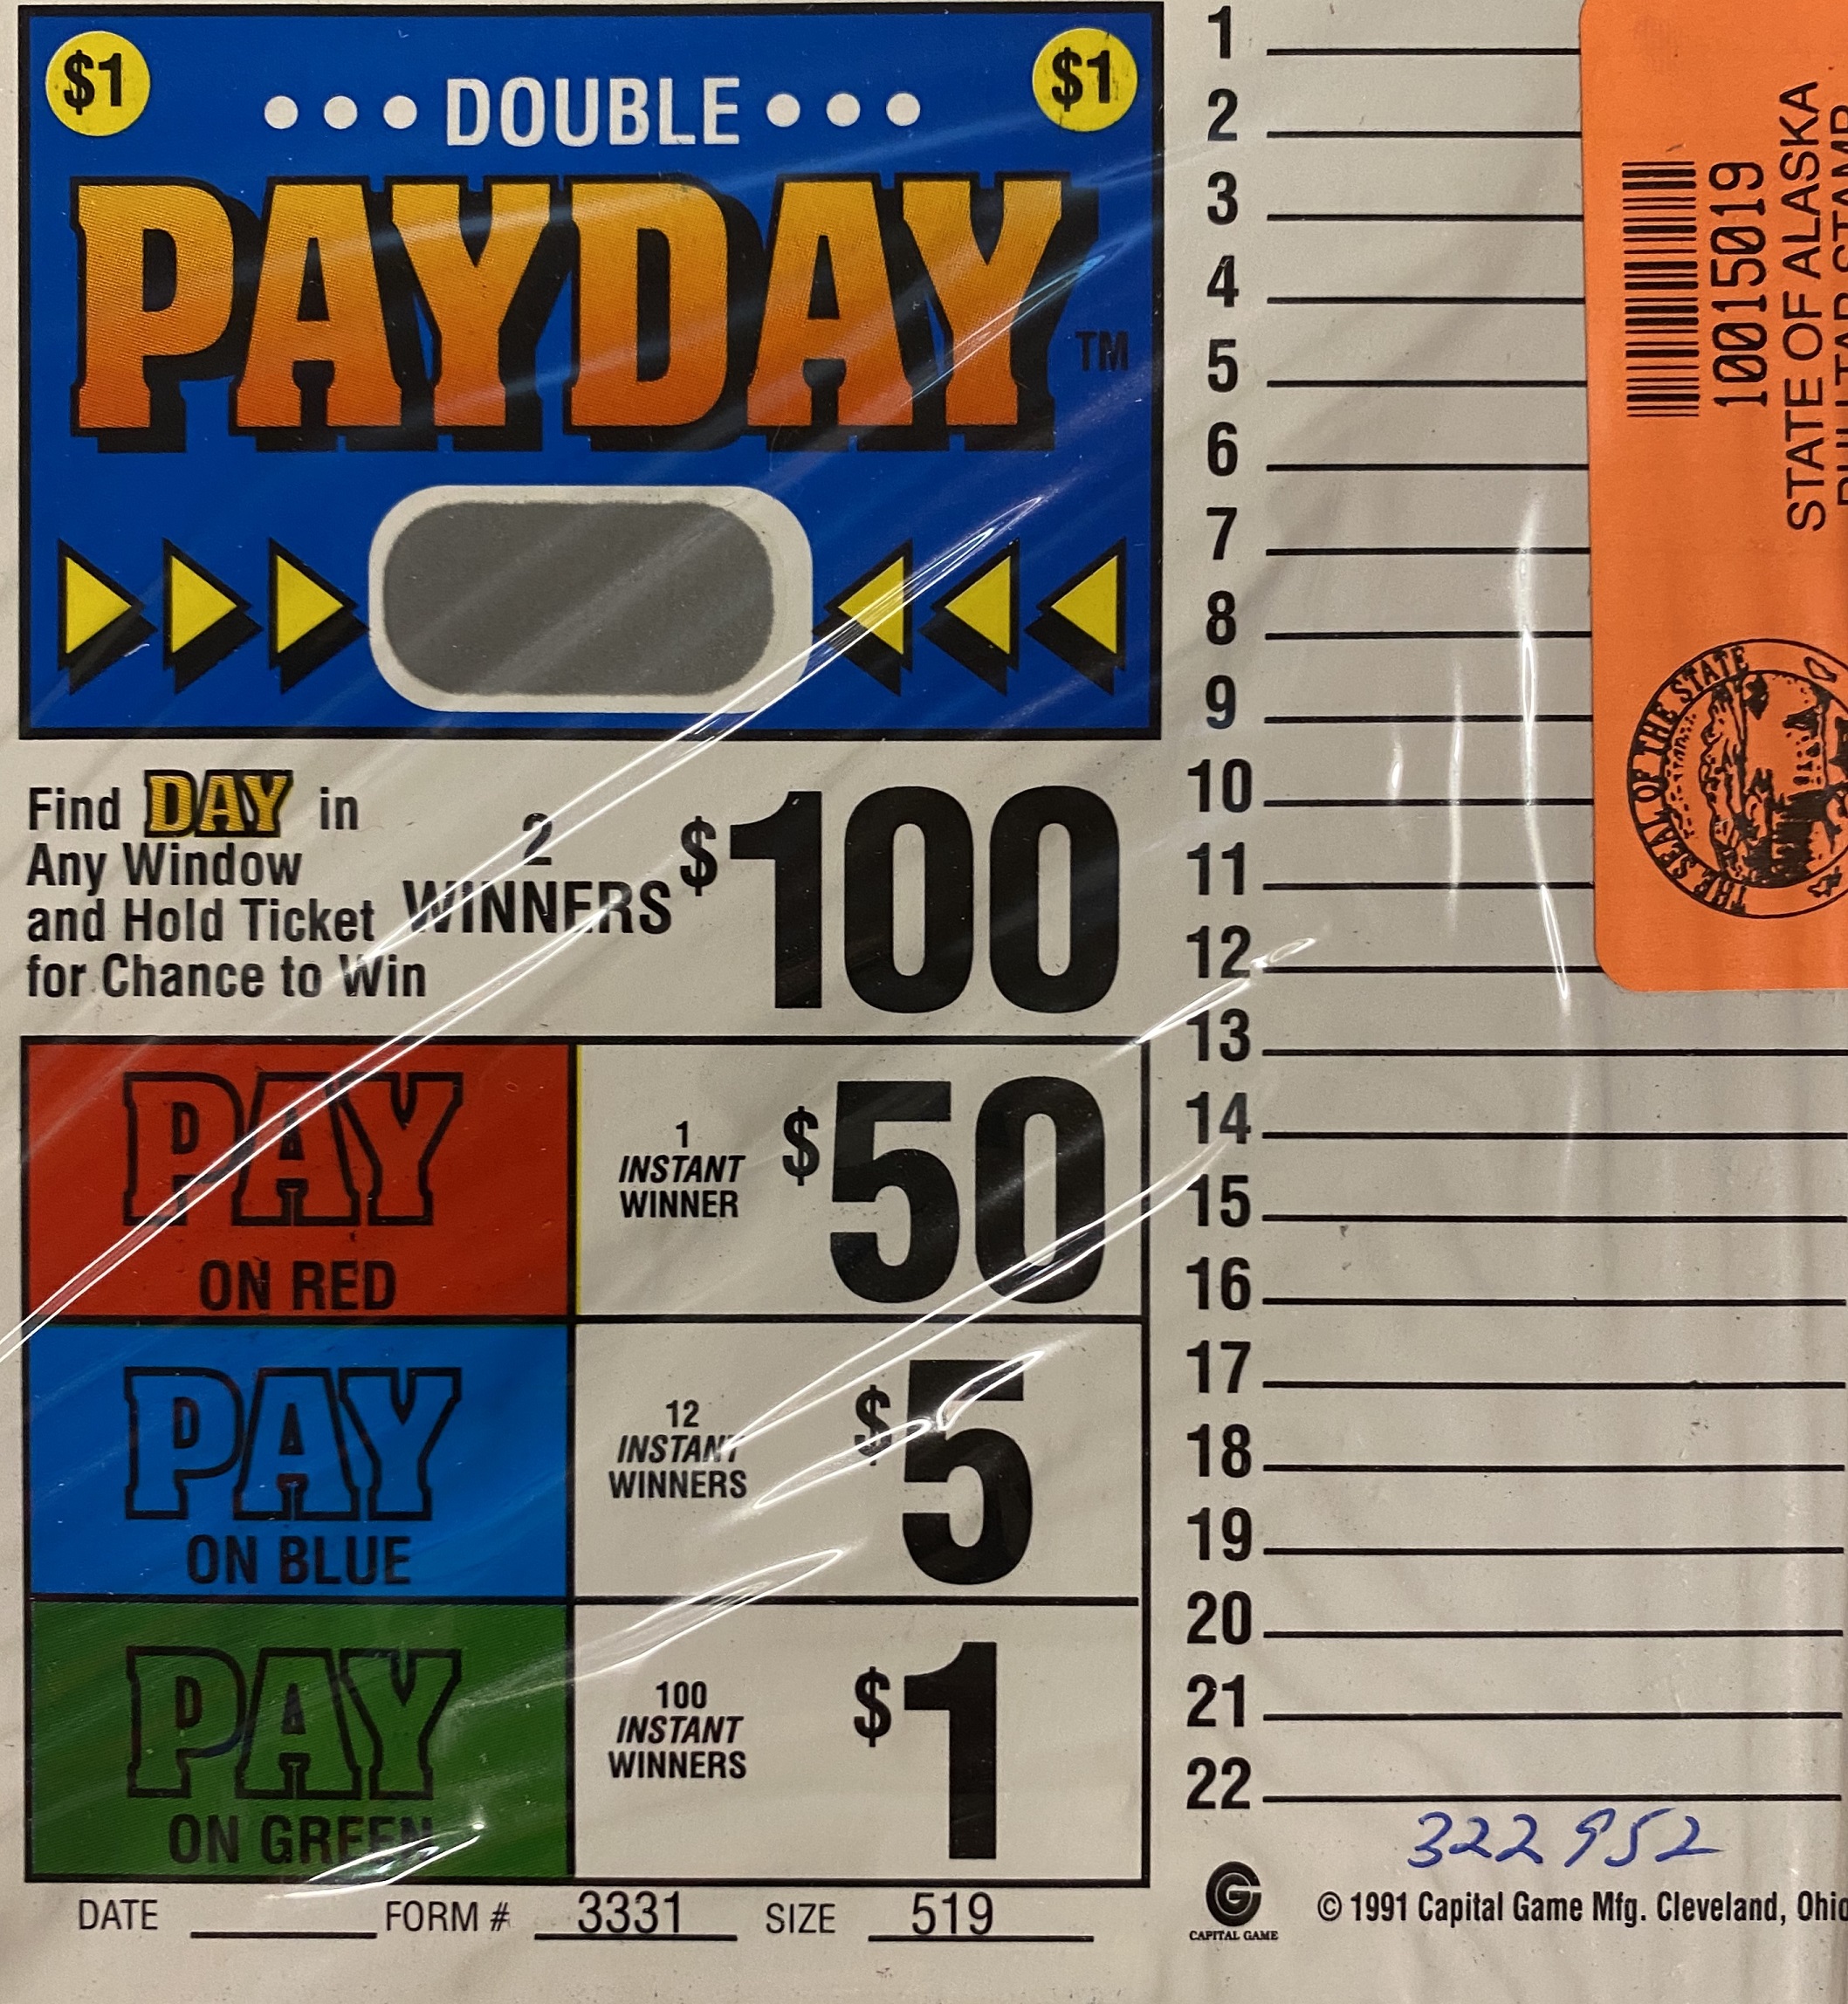 $1 $1
••• DOUBLE •••
PAYDAY TM
Find DAY in
Any Window
and Hold Ticket
for Chance to Win
2
WINNERS
$100
PAY
ON RED
1
INSTANT
WINNER
$50
PAY
ON BLUE
12
INSTANT
WINNERS
$5
PAY
ON GREEN
100
INSTANT
WINNERS
$1
DATE FORM # 3331 SIZE 519
1
2
3
4
5
6
7
8
9
10
11
12
13
14
15
16
17
18
19
20
21
22
322952
CAPITAL GAME
© 1991 Capital Game Mfg. Cleveland, Ohio
10015019
STATE OF ALASKA
THE SEAL OF THE STATE